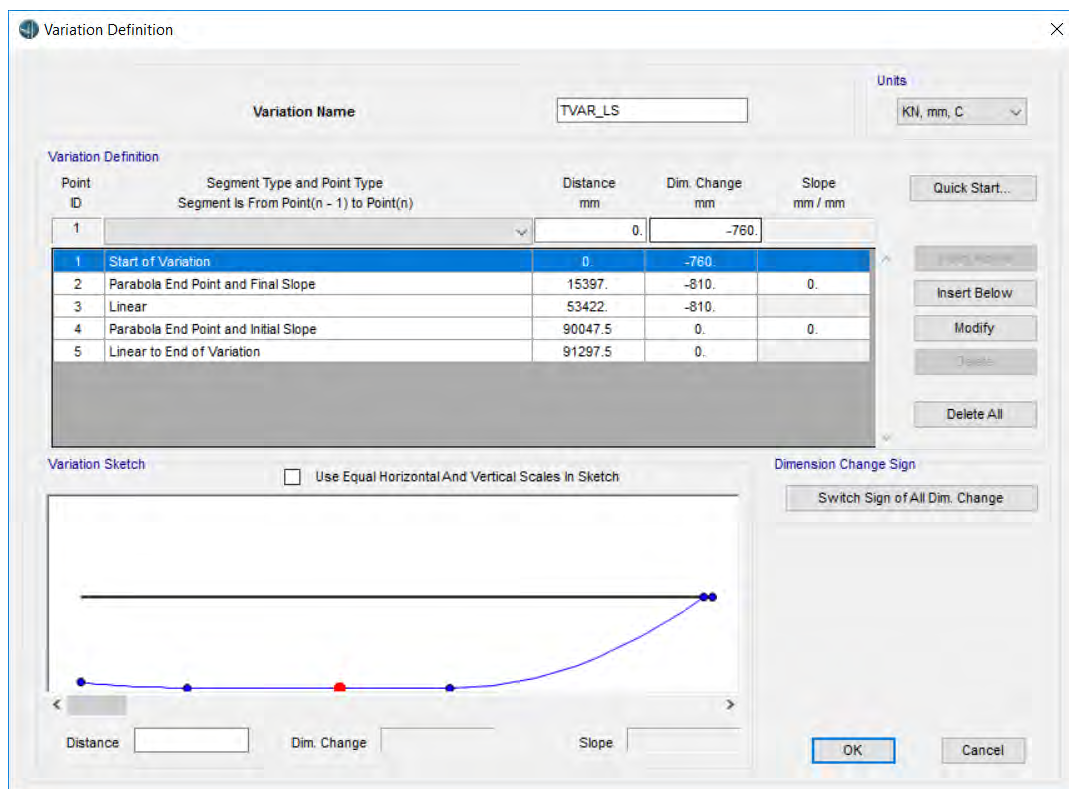 Variation Definition
Units
Variation Name TVAR_LS KN, mm, C
Variation Definition
Point Segment Type and Point Type Distance Dim. Change Slope
ID Segment Is From Point(n - 1) to Point(n) mm mm mm / mm
Quick Start...
1 0. -760.
1 Start of Variation 0. -760.
2 Parabola End Point and Final Slope 15397. -810. 0.
3 Linear 53422. -810.
4 Parabola End Point and Initial Slope 90047.5 0. 0.
5 Linear to End of Variation 91297.5 0.
Insert Below
Modify
Delete
Delete All
Variation Sketch
Use Equal Horizontal And Vertical Scales In Sketch
Dimension Change Sign
Switch Sign of All Dim. Change
Distance Dim. Change Slope
OK Cancel